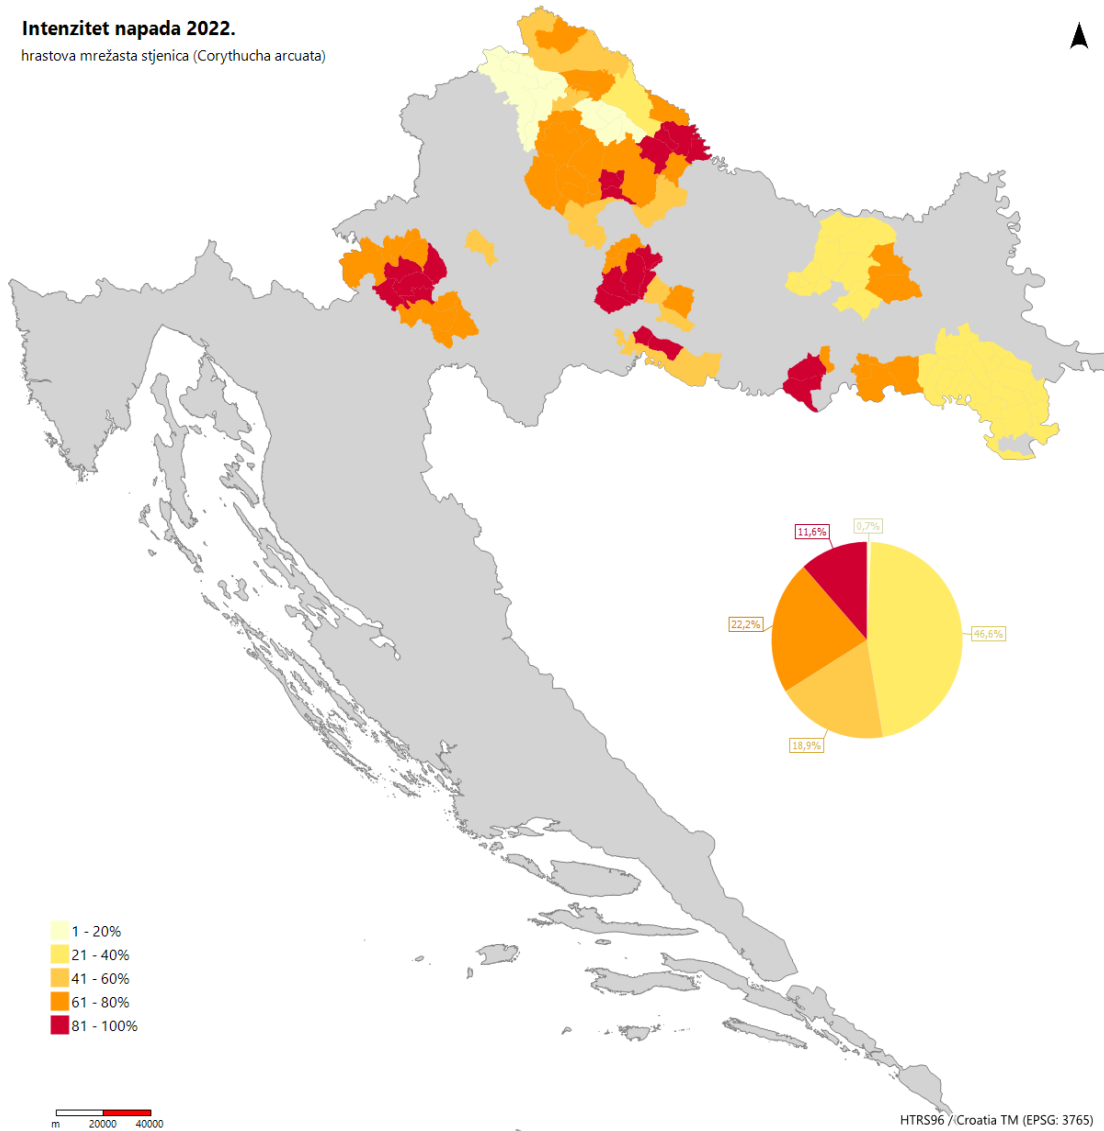 Intenzitet napada 2022.
hrastova mrežasta stjenica (Corythucha arcuata)
0,7%
11,6%
22,2%
46,6%
18,9%
1 - 20%
21 - 40%
41 - 60%
61 - 80%
81 - 100%
m 20000 40000
HTRS96 / Croatia TM (EPSG: 3765)